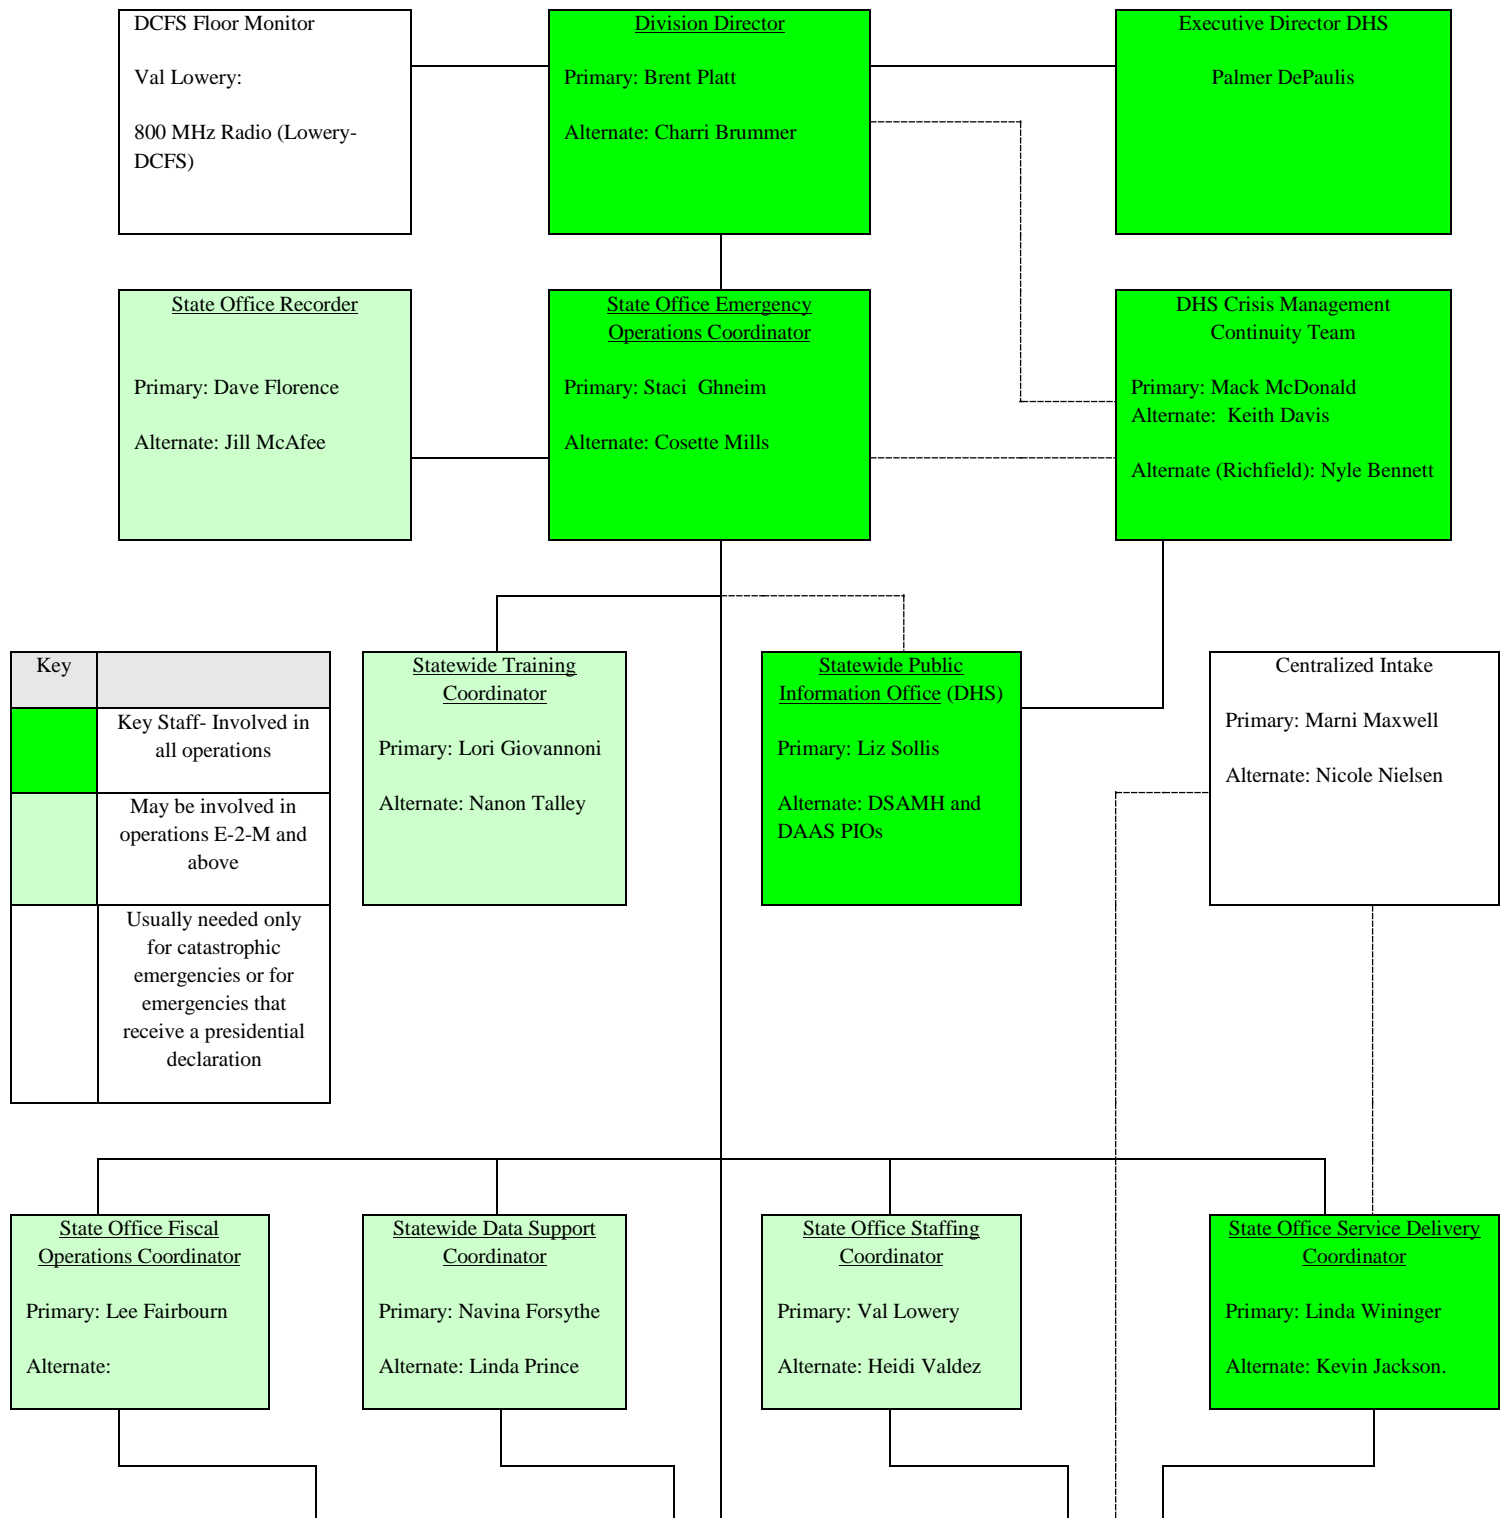 DCFS Floor Monitor
Val Lowery:
800 MHz Radio (Lowery-
DCFS)
Division Director
Primary: Brent Platt
Alternate: Charri Brummer
Executive Director DHS
Palmer DePaulis
State Office Recorder
Primary: Dave Florence
Alternate: Jill McAfee
State Office Emergency
Operations Coordinator
Primary: Staci  Ghneim
Alternate: Cosette Mills
DHS Crisis Management
Continuity Team
Primary: Mack McDonald
Alternate:  Keith Davis
Alternate (Richfield): Nyle Bennett
Key
Key Staff- Involved in
all operations
May be involved in
operations E-2-M and
above
Usually needed only
for catastrophic
emergencies or for
emergencies that
receive a presidential
declaration
Statewide Training
Coordinator
Primary: Lori Giovannoni
Alternate: Nanon Talley
Statewide Public
Information Office (DHS)
Primary: Liz Sollis
Alternate: DSAMH and
DAAS PIOs
Centralized Intake
Primary: Marni Maxwell
Alternate: Nicole Nielsen
State Office Fiscal
Operations Coordinator
Primary: Lee Fairbourn
Alternate:
Statewide Data Support
Coordinator
Primary: Navina Forsythe
Alternate: Linda Prince
State Office Staffing
Coordinator
Primary: Val Lowery
Alternate: Heidi Valdez
State Office Service Delivery
Coordinator
Primary: Linda Wininger
Alternate: Kevin Jackson.